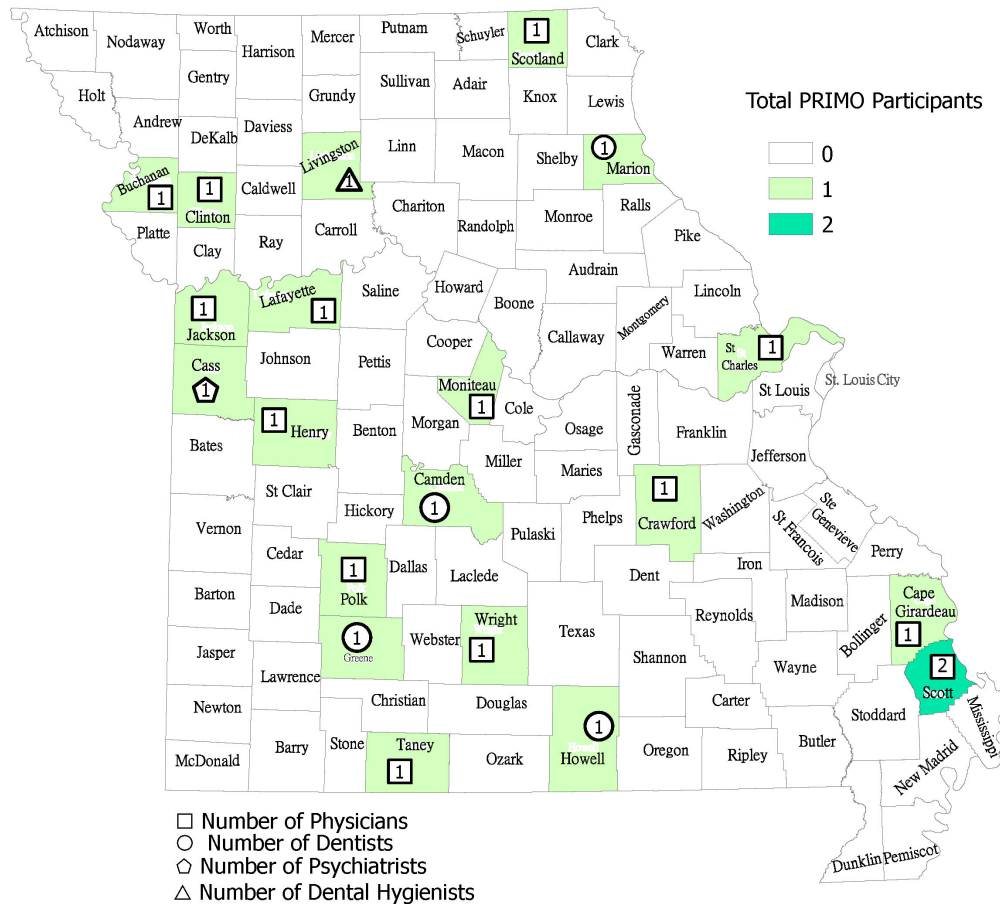 Atchison
Nodaway
Worth
Harrison
Mercer
Putnam
Schuyler
1
Scotland
Clark
Holt
Gentry
Grundy
Sullivan
Adair
Knox
Lewis
Andrew
DeKalb
Daviess
Livingston
1
Linn
Macon
Shelby
1
Marion
Buchanan
1
1
Clinton
Caldwell
Chariton
Randolph
Monroe
Ralls
Platte
Clay
Ray
Carroll
Pike
Total PRIMO Participants
0
1
2
Audrain
Lafayette
1
Saline
Howard
Boone
Lincoln
1
Jackson
Montgomery
Callaway
Cooper
Warren
St
Charles
1
Johnson
Pettis
Cass
1
Moniteau
1
Cole
St. Louis City
St Louis
1
Henry
Benton
Morgan
Osage
Gasconade
Franklin
Jefferson
Bates
Miller
Maries
St Clair
Camden
1
Hickory
1
Crawford
Washington
Ste
Genevieve
St Francois
Phelps
Pulaski
Vernon
Cedar
Perry
1
Polk
Dallas
Laclede
Dent
Iron
Barton
Dade
Madison
Cape
Girardeau
1
Reynolds
Bollinger
1
Greene
Webster
Wright
1
Texas
Jasper
Shannon
Wayne
2
Scott
Lawrence
Newton
Christian
Douglas
Carter
Stoddard
Mississippi
1
Howell
McDonald
Barry
Stone
Taney
1
Ozark
Oregon
Ripley
Butler
New Madrid
Dunklin
Pemiscot
Number of Physicians
Number of Dentists
Number of Psychiatrists
Number of Dental Hygienists